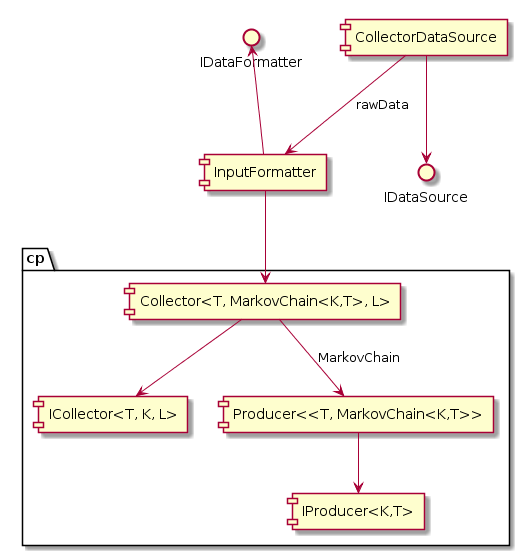 CollectorDataSource
IDataFormatter
rawData
InputFormatter
IDataSource
cp
Collector<T, MarkovChain<K,T>, L>
MarkovChain
ICollector<T, K, L>
Producer<<T, MarkovChain<K,T>>
IProducer<K,T>